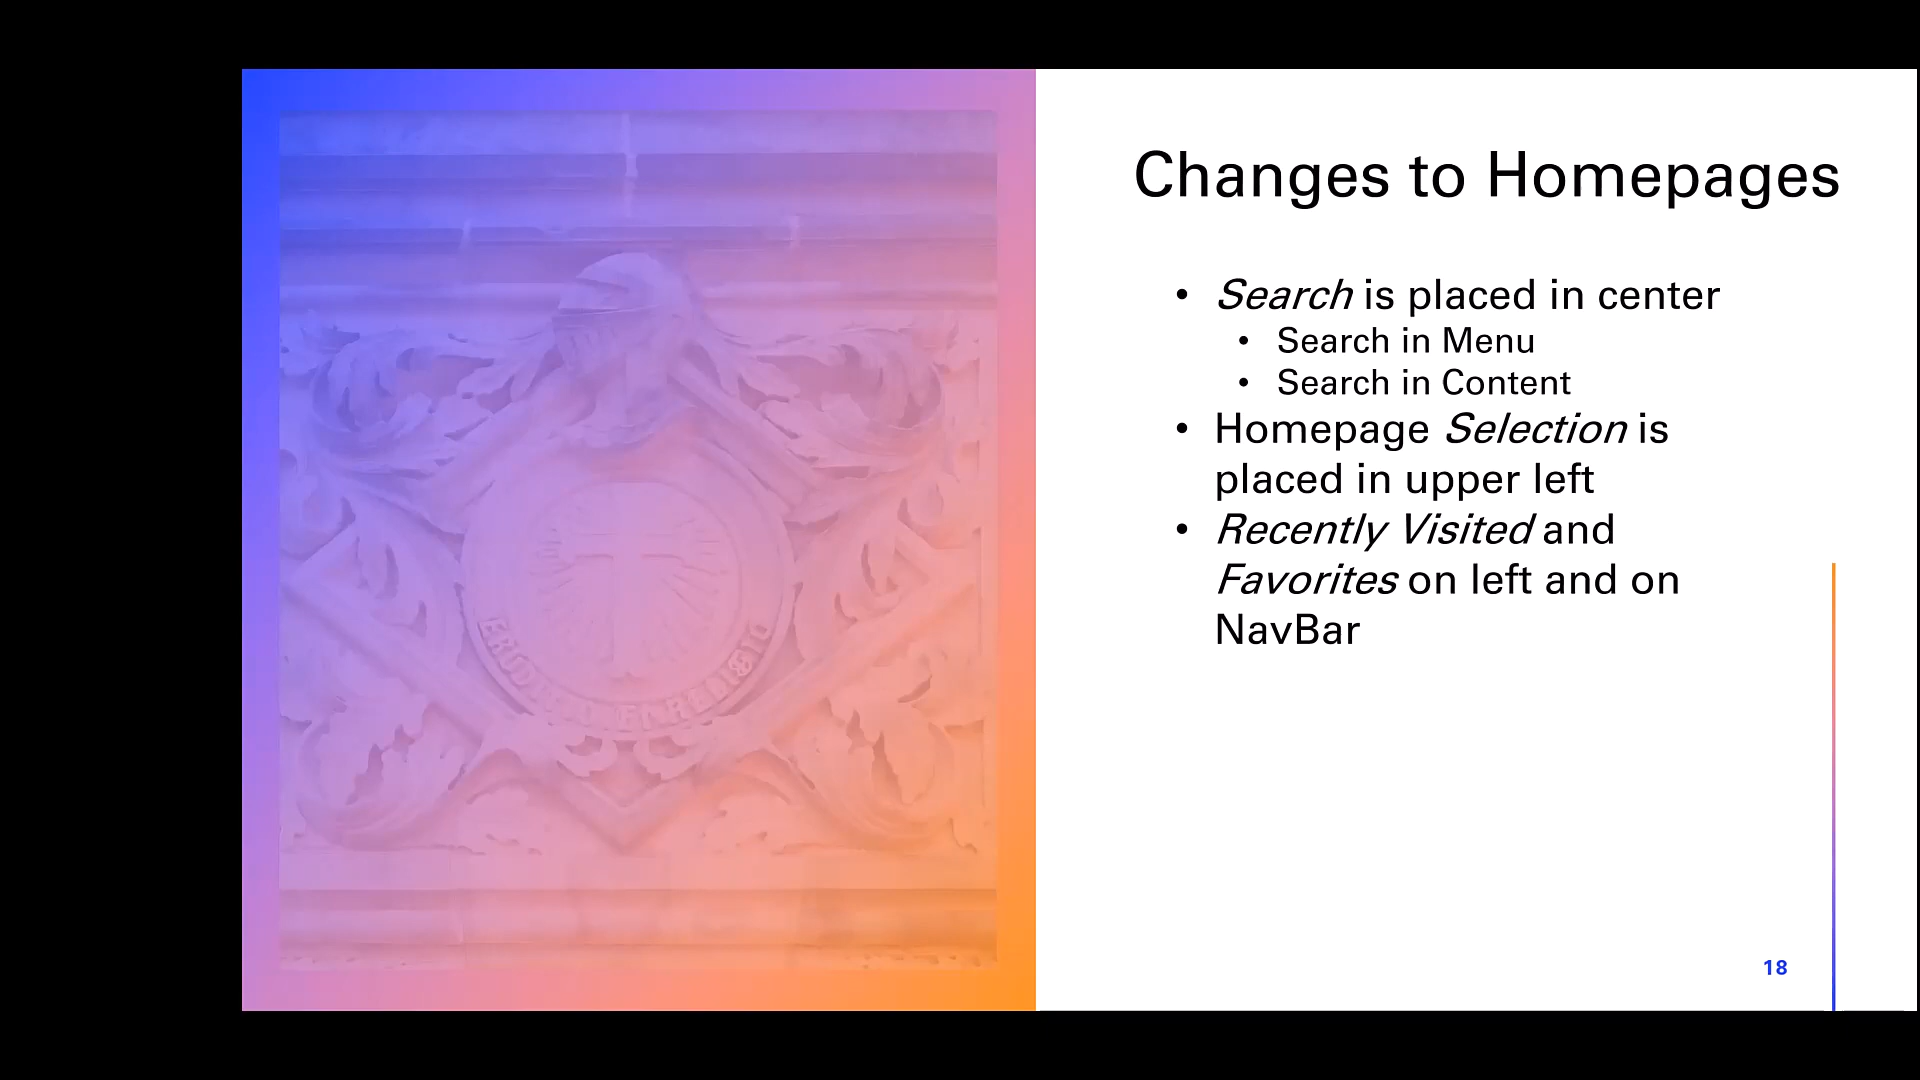 Changes to Homepages
• Search is placed in center
• Search in Menu
• Search in Content
• Homepage Selection is
placed in upper left
• Recently Visited and
Favorites on left and on
NavBar
18